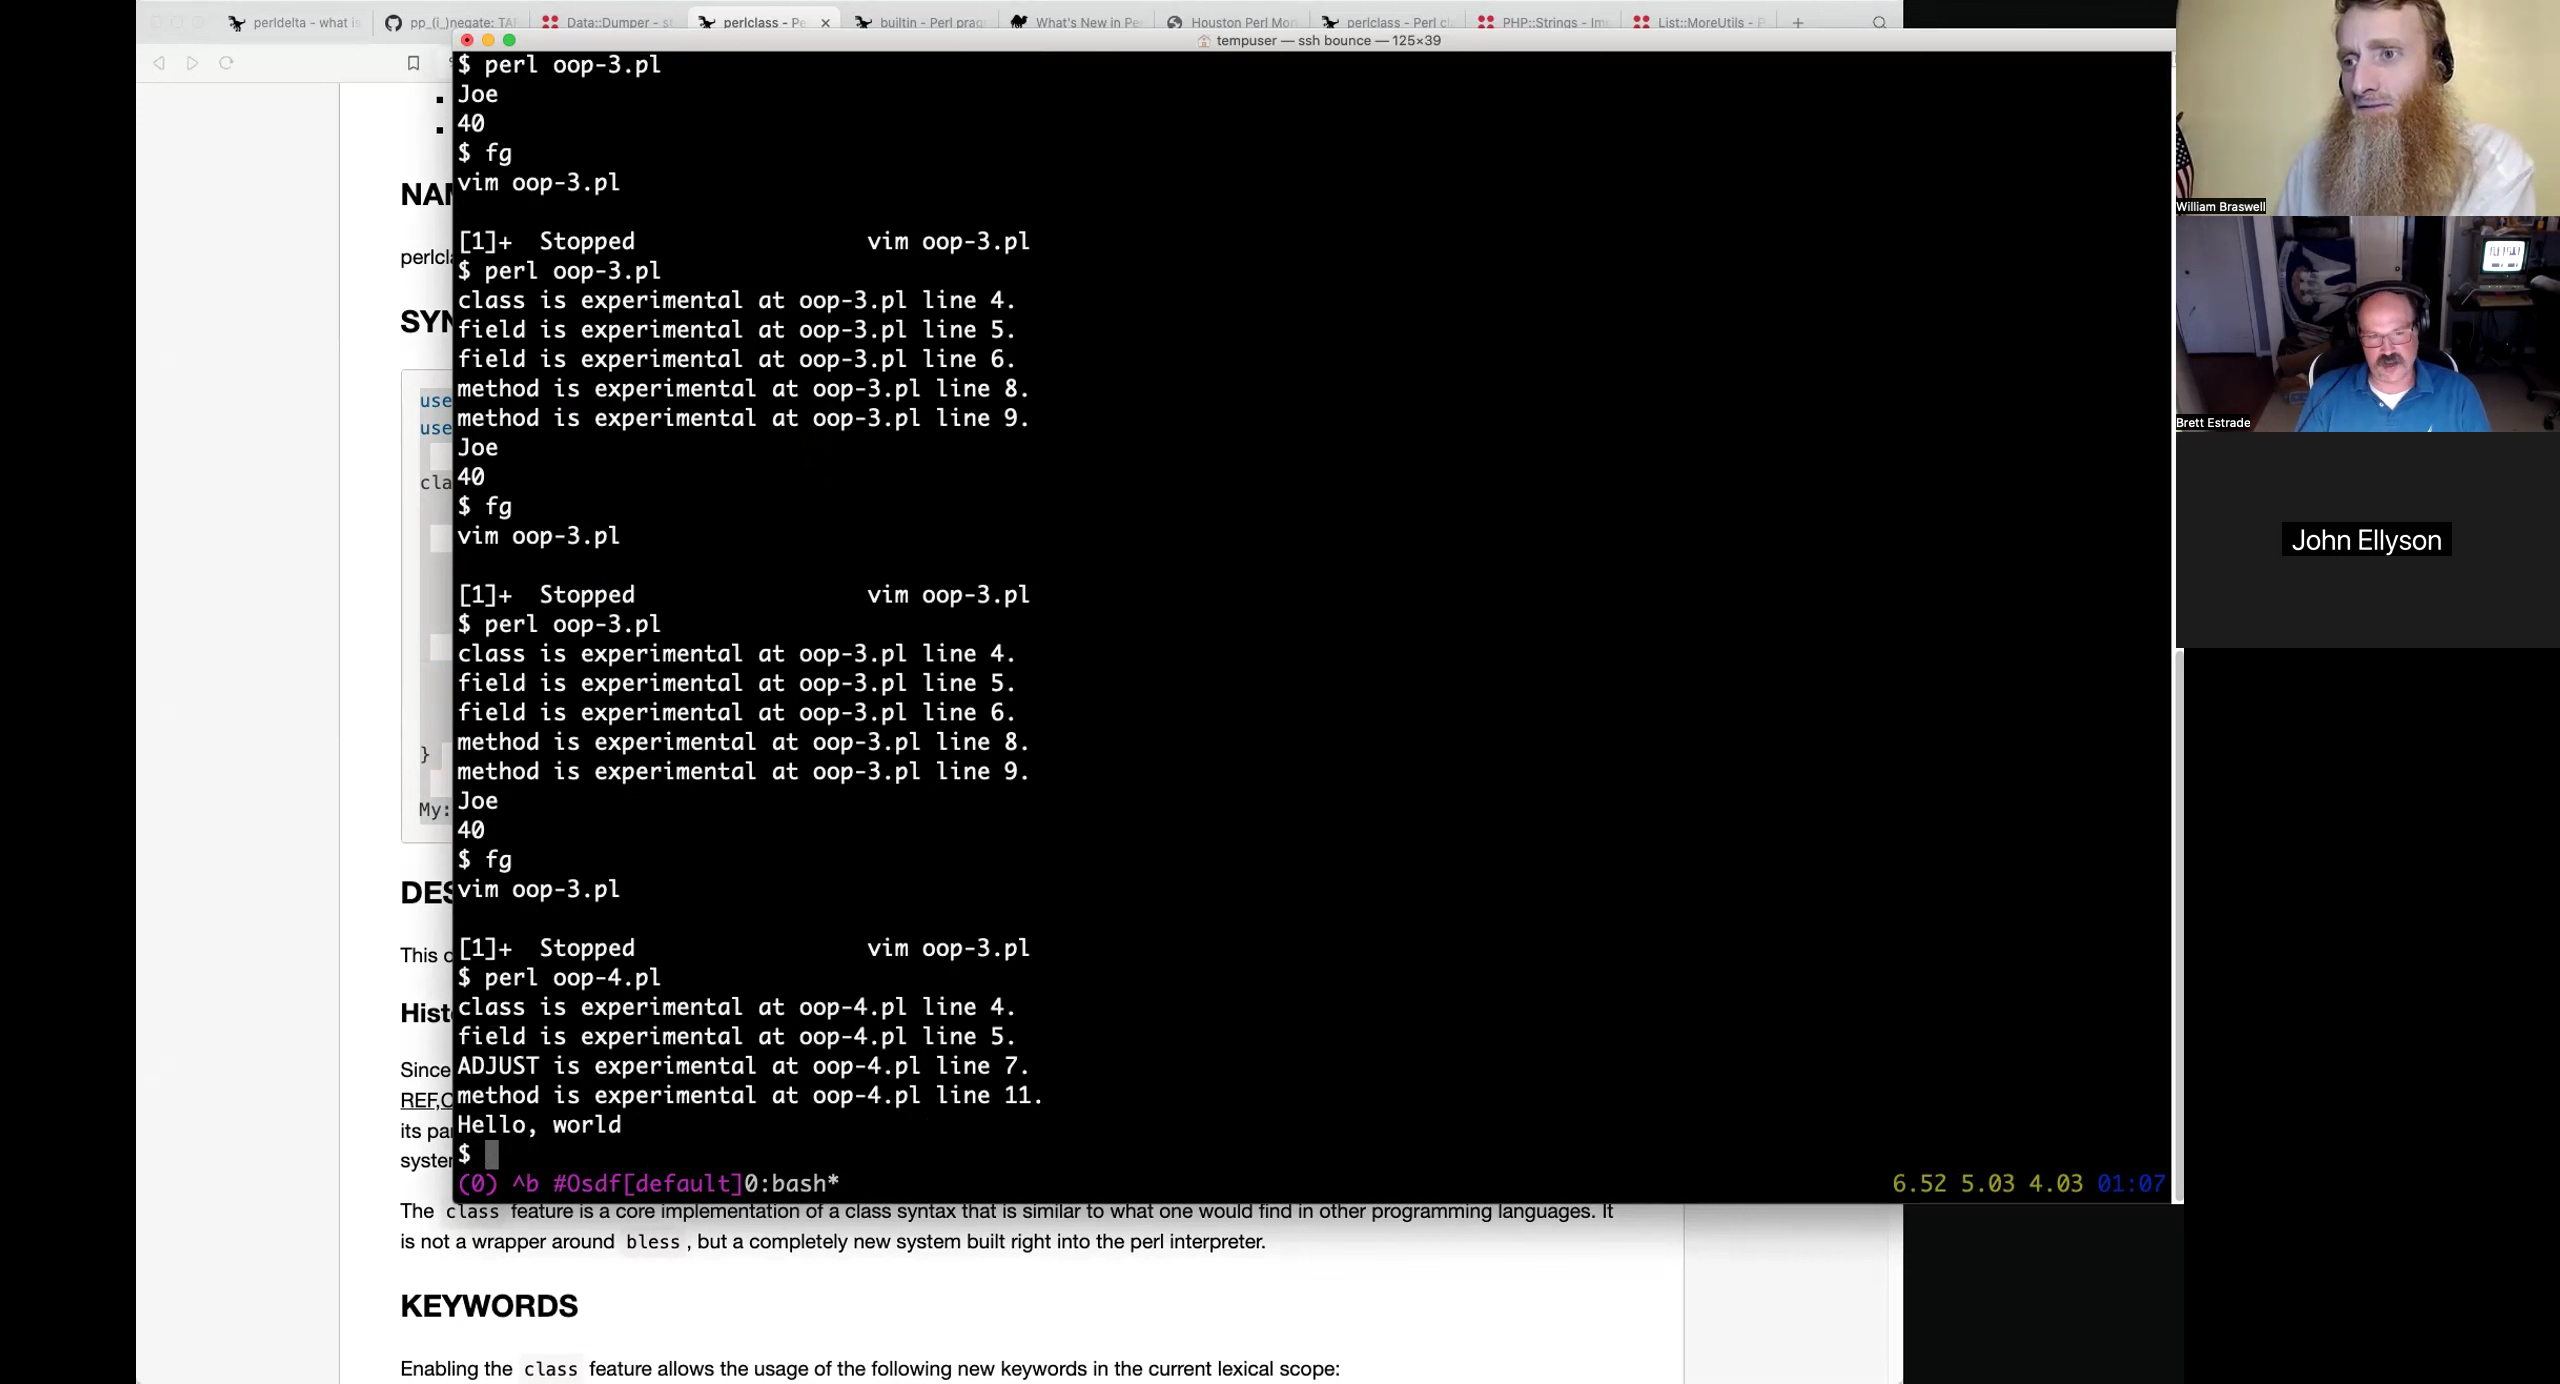 perldelta - what is
pp_(i_)negate: TAI
Data::Dumper - st
perlclass - Pe
builtin - Perl prag
What's New in Pe
Houston Perl Mon
perlclass - Perl cl
PHP::Strings - Im
List::MoreUtils - P
tempuser — ssh bounce — 125×39
$ perl oop-3.pl
Joe
40
$ fg
vim oop-3.pl
[1]+  Stopped                 vim oop-3.pl
$ perl oop-3.pl
class is experimental at oop-3.pl line 4.
field is experimental at oop-3.pl line 5.
field is experimental at oop-3.pl line 6.
method is experimental at oop-3.pl line 8.
method is experimental at oop-3.pl line 9.
Joe
40
$ fg
vim oop-3.pl
[1]+  Stopped                 vim oop-3.pl
$ perl oop-3.pl
class is experimental at oop-3.pl line 4.
field is experimental at oop-3.pl line 5.
field is experimental at oop-3.pl line 6.
method is experimental at oop-3.pl line 8.
method is experimental at oop-3.pl line 9.
Joe
40
$ fg
vim oop-3.pl
[1]+  Stopped                 vim oop-3.pl
$ perl oop-4.pl
class is experimental at oop-4.pl line 4.
field is experimental at oop-4.pl line 5.
ADJUST is experimental at oop-4.pl line 7.
method is experimental at oop-4.pl line 11.
Hello, world
$
(0) ^b #Osdf[default]0:bash*
6.52 5.03 4.03 01:07
NAM
perlcla
SYN
use
use
cla
}
My:
DES
This c
Histo
Since
REF,C
its pa
system
The class feature is a core implementation of a class syntax that is similar to what one would find in other programming languages. It
is not a wrapper around bless, but a completely new system built right into the perl interpreter.
KEYWORDS
Enabling the class feature allows the usage of the following new keywords in the current lexical scope:
William Braswell
Brett Estrade
John Ellyson